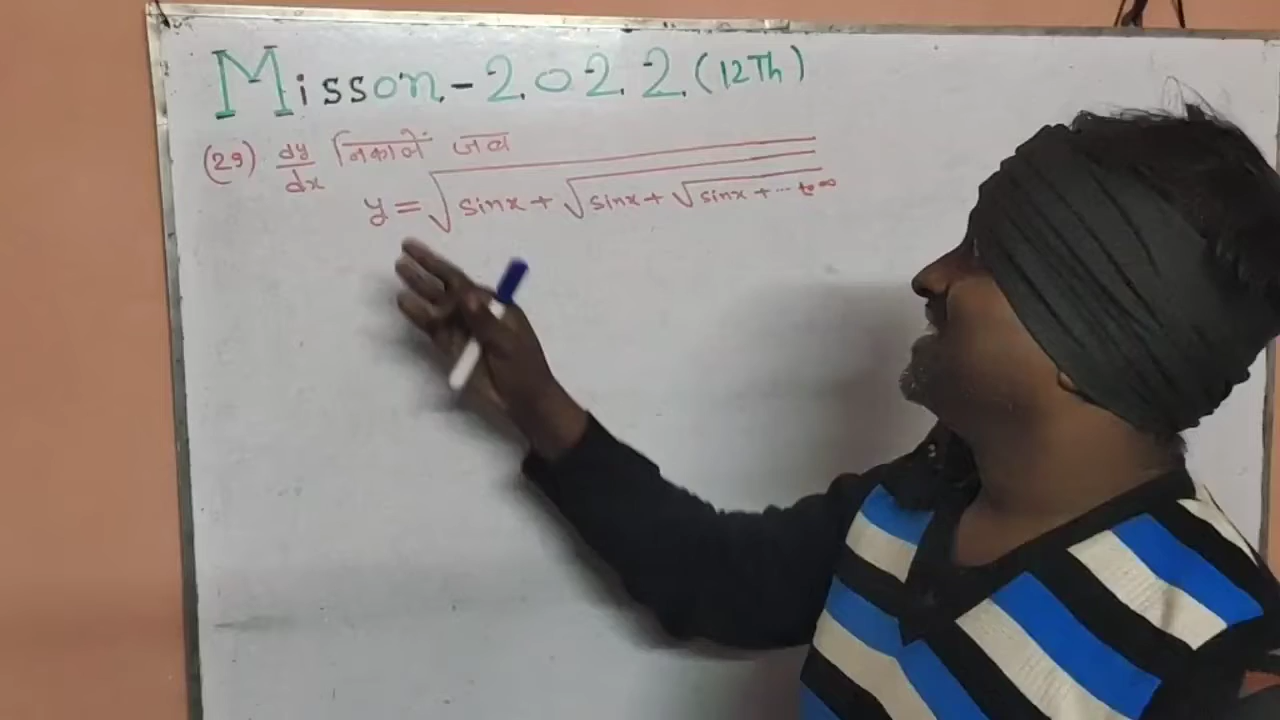 Misson-2022 (12Th)
(29) dy/dx निकालें जब
y = √sinx + √sinx + √sinx + ... to ∞